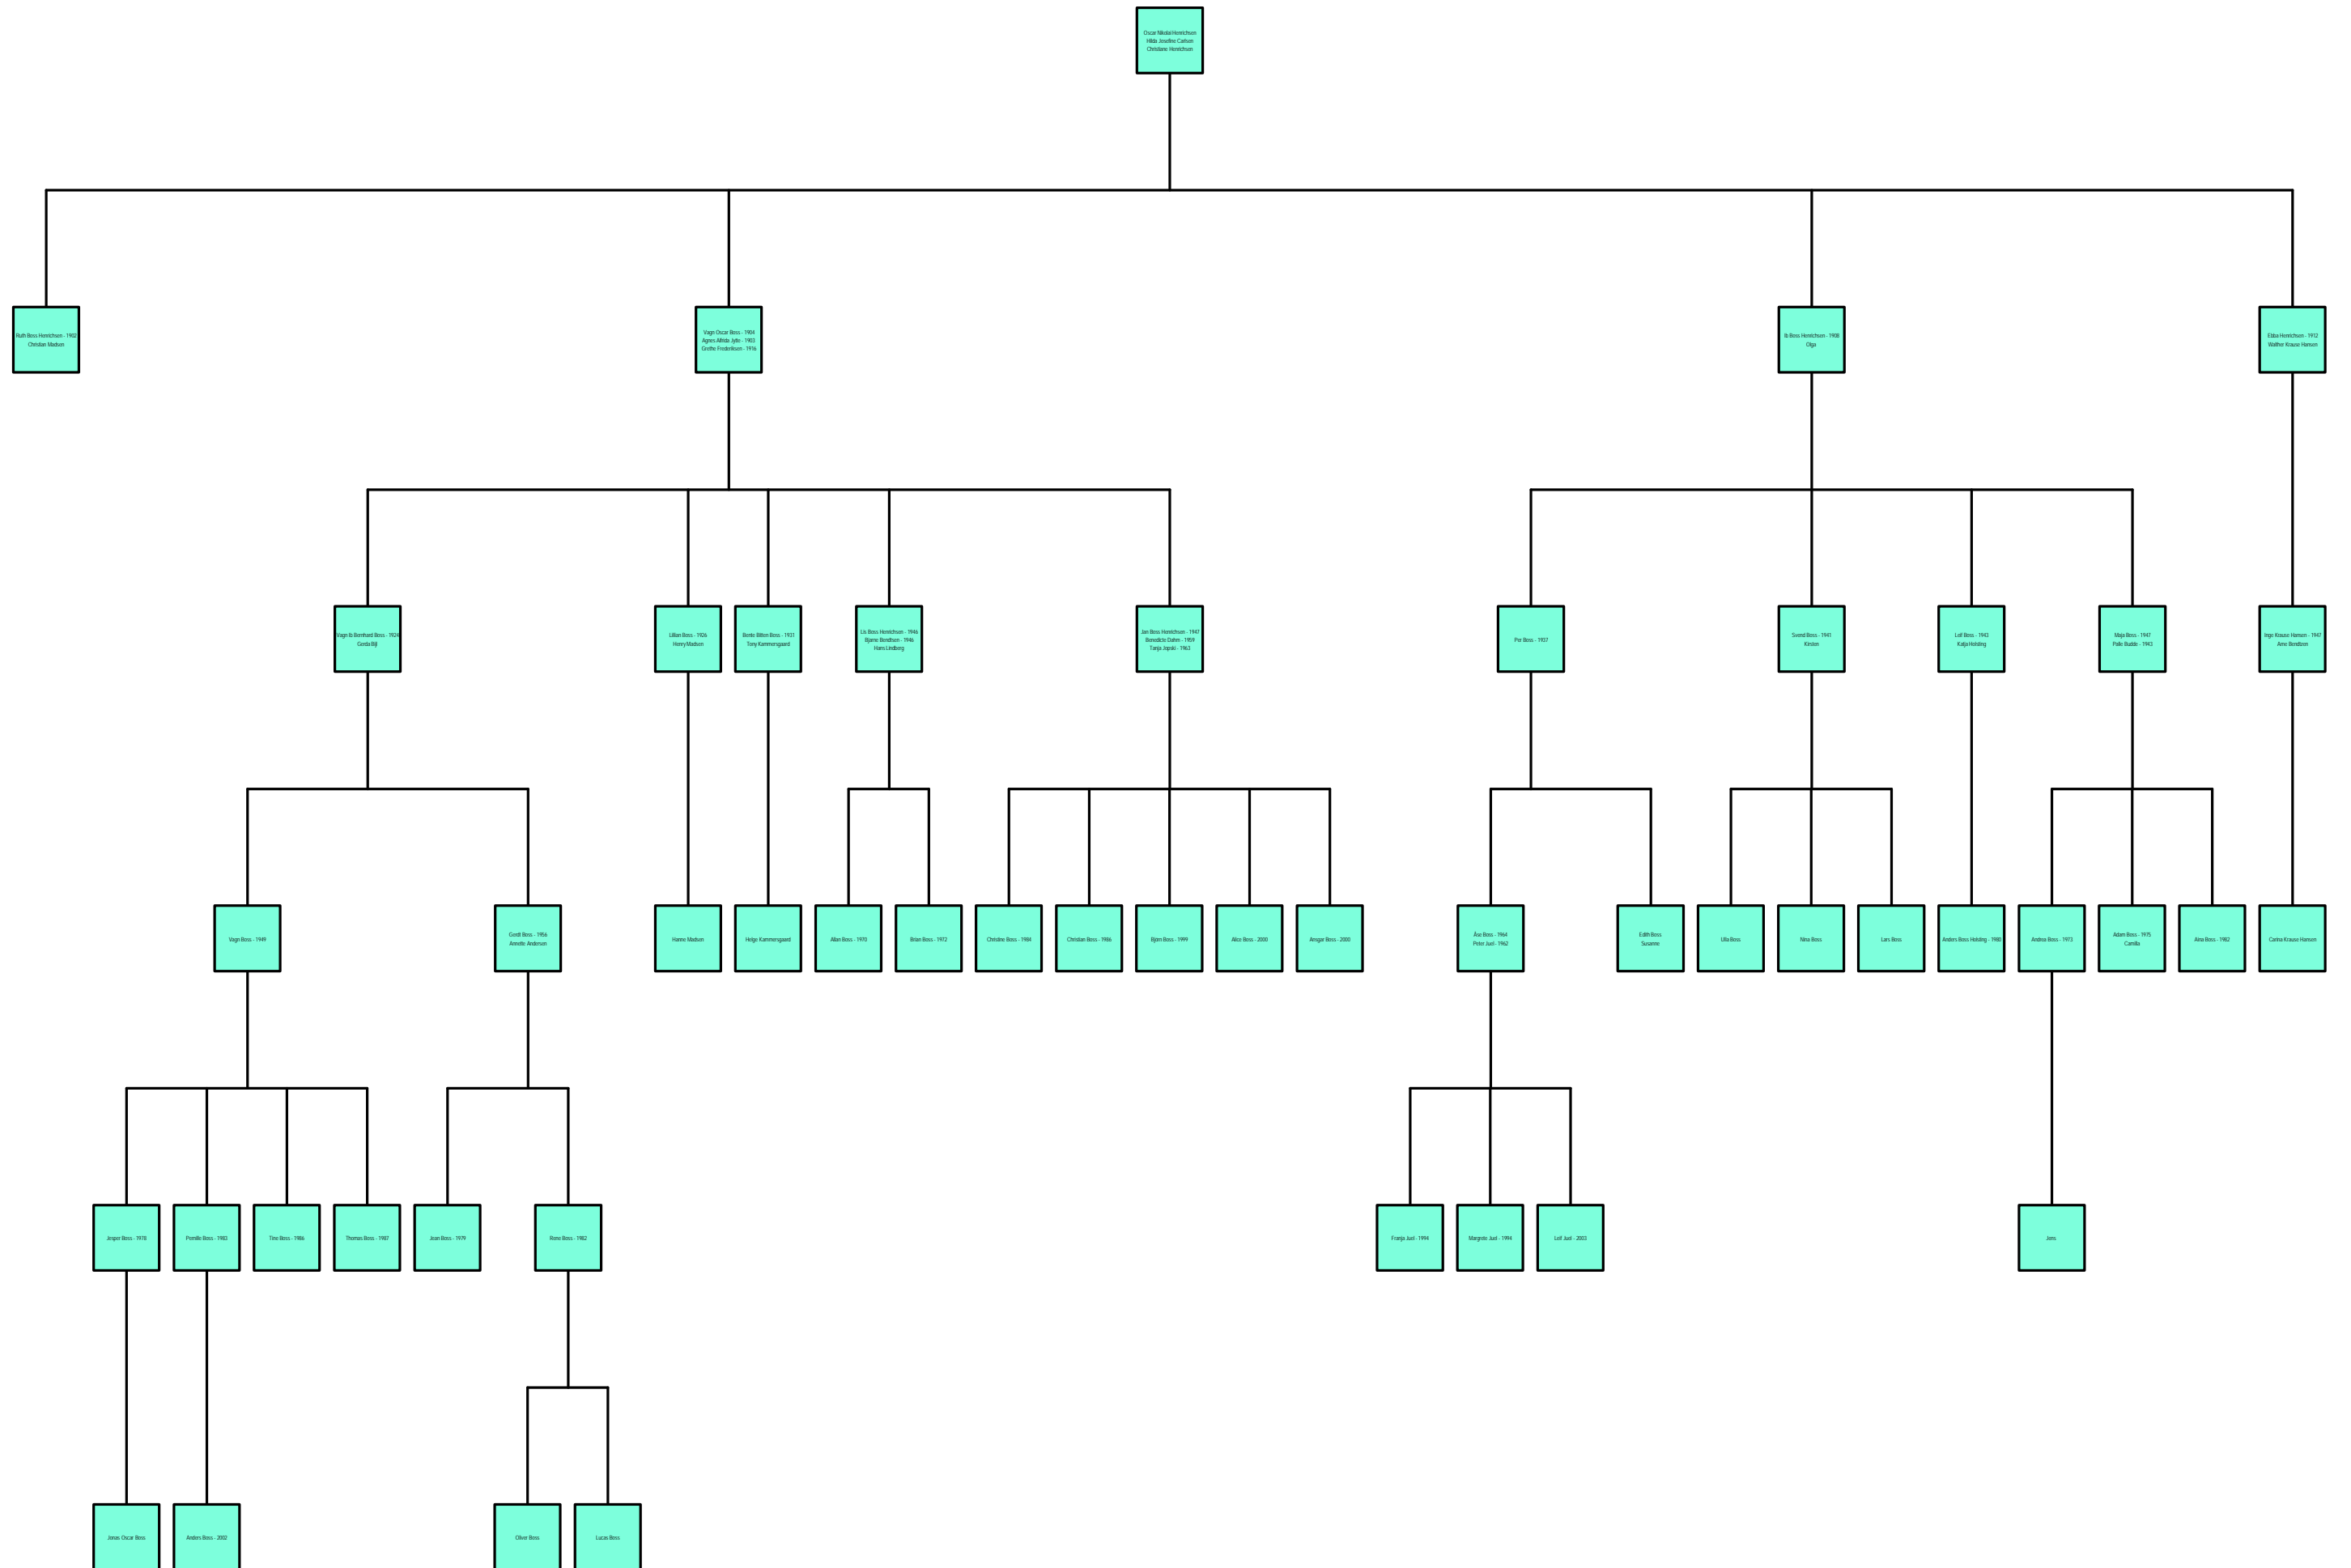 Oscar Nikolai Henrichsen
Hilda Josefine Carlsen
Christiane Henrichsen
Ruth Boss Henrichsen - 1902
Christian Madsen
Vagn Oscar Boss - 1904
Agnes Alfrida Jytte - 1903
Grethe Frederiksen - 1916
Ib Boss Henrichsen - 1908
Olga
Ebba Henrichsen - 1912
Walther Krause Hansen
Vagn Ib Bernhard Boss - 1924
Gerda Bijl
Lillian Boss - 1926
Henry Madsen
Bente Bitten Boss - 1931
Tony Kammersgaard
Lis Boss Henrichsen - 1946
Bjarne Bendtsen - 1946
Hans Lindberg
Jan Boss Henrichsen - 1947
Benedicte Dahm - 1959
Tanja Jopski - 1963
Per Boss - 1937
Svend Boss - 1941
Kirsten
Leif Boss - 1943
Katja Holsting
Maja Boss - 1947
Palle Budde - 1943
Inge Krause Hansen - 1947
Arne Bendtzen
Vagn Boss - 1949
Gerdt Boss - 1956
Annette Andersen
Hanne Madsen
Helge Kammersgaard
Allan Boss - 1970
Brian Boss - 1972
Christine Boss - 1984
Christian Boss - 1986
Björn Boss - 1999
Alice Boss - 2000
Ansgar Boss - 2000
Åse Boss - 1964
Peter Juel - 1962
Edith Boss
Susanne
Ulla Boss
Nina Boss
Lars Boss
Anders Boss Holsting - 1980
Andrea Boss - 1973
Adam Boss - 1975
Camilla
Aina Boss - 1982
Carina Krause Hansen
Jesper Boss - 1978
Pernille Boss - 1983
Tine Boss - 1986
Thomas Boss - 1987
Jean Boss - 1979
Rene Boss - 1982
Franja Juel - 1994
Margrete Juel - 1994
Leif Juel - 2003
Jens
Jonas Oscar Boss
Anders Boss - 2002
Oliver Boss
Lucas Boss